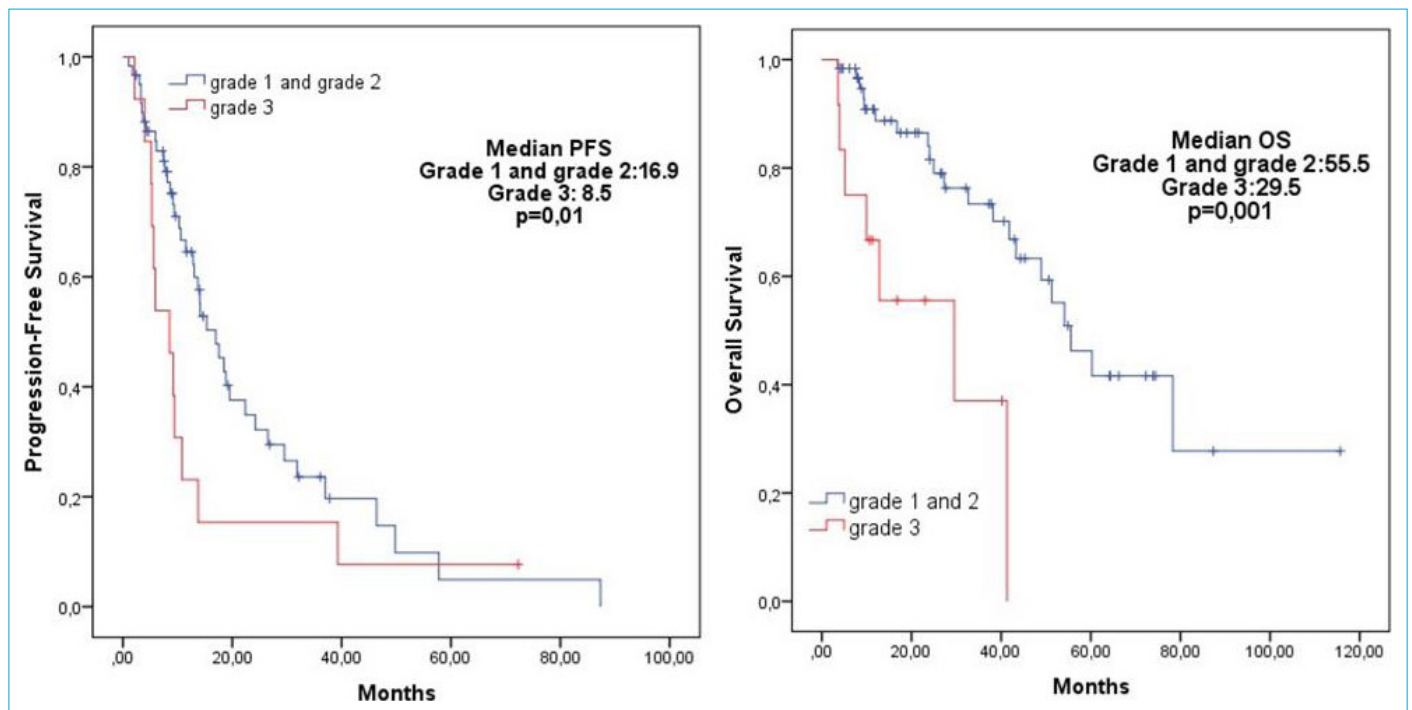 1,0
0,8
0,6
0,4
0,2
0,0
Progression-Free Survival
grade 1 and grade 2
grade 3
Median PFS
Grade 1 and grade 2:16.9
Grade 3: 8.5
p=0,01
,00 20,00 40,00 60,00 80,00 100,00
Months
1,0
0,8
0,6
0,4
0,2
0,0
Overall Survival
Median OS
Grade 1 and grade 2:55.5
Grade 3:29.5
p=0,001
grade 1 and 2
grade 3
,00 20,00 40,00 60,00 80,00 100,00 120,00
Months